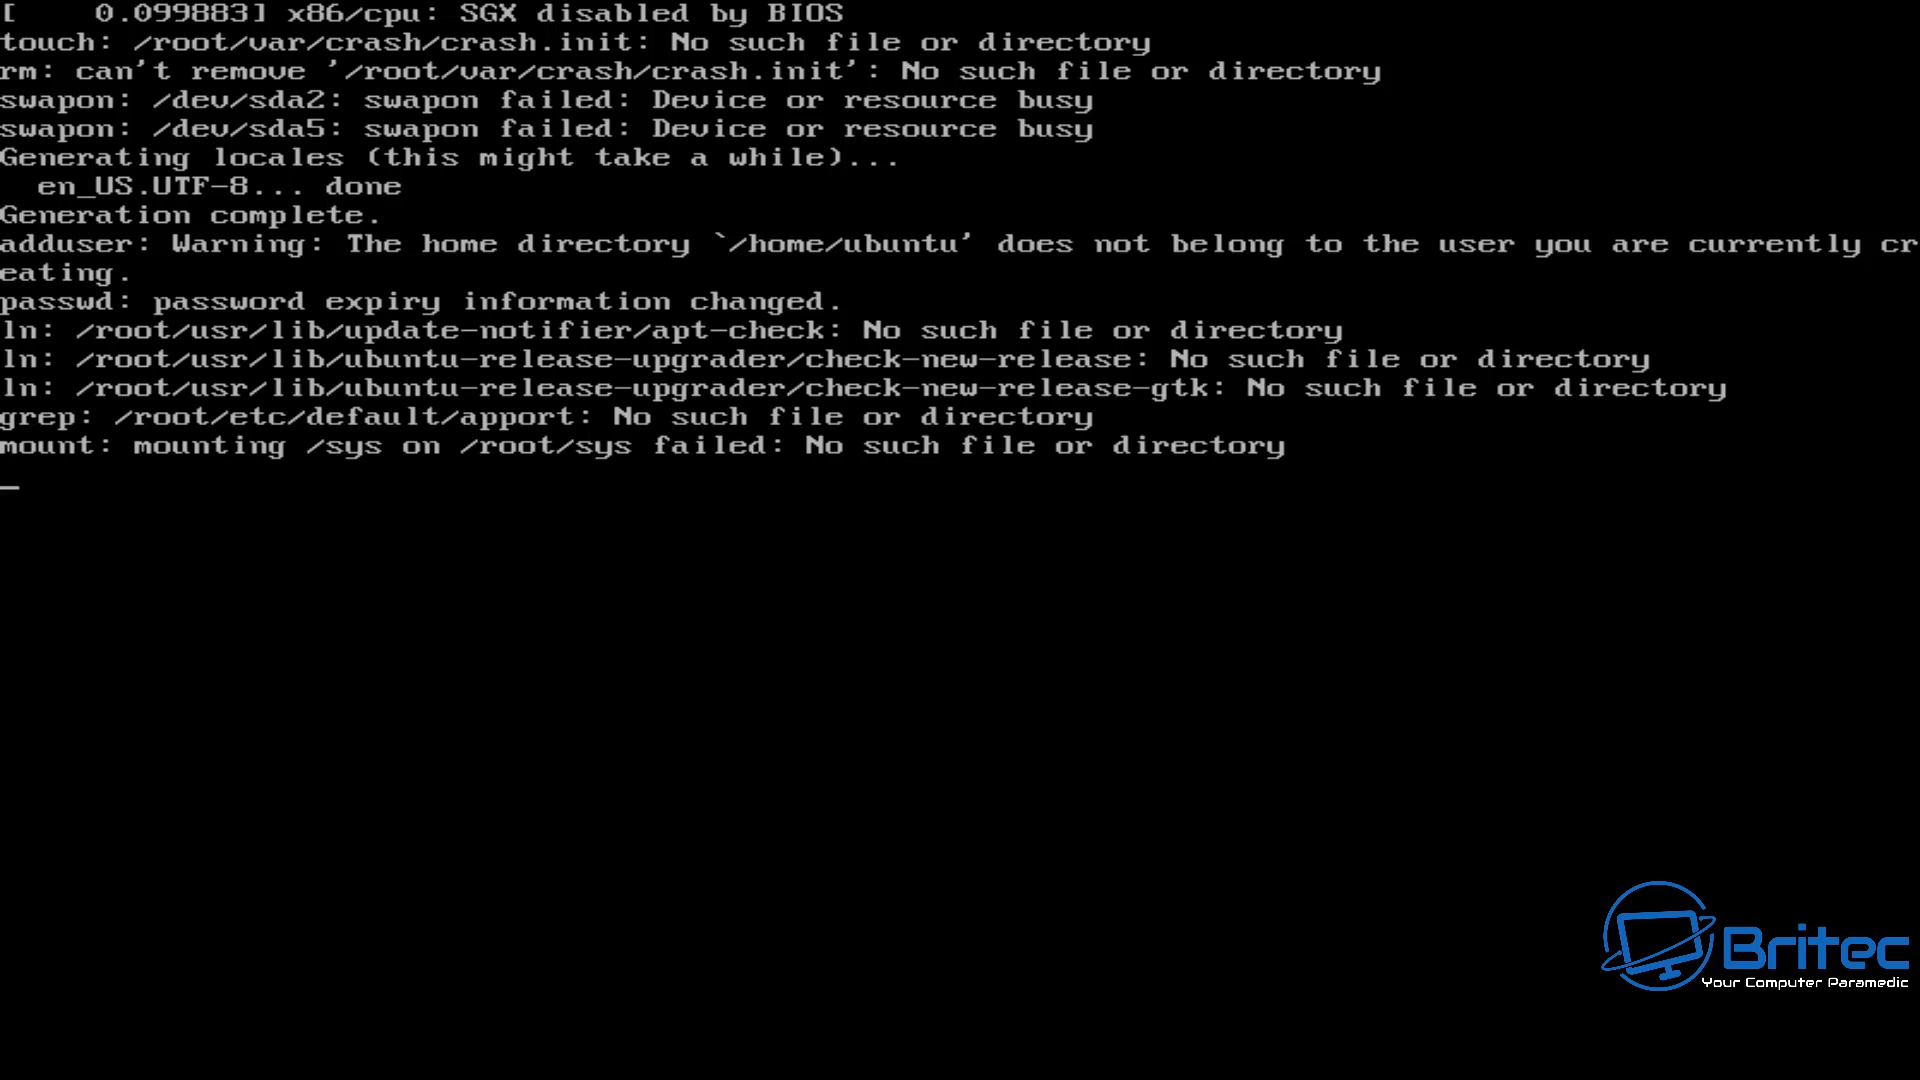 [    0.099883] x86/cpu: SGX disabled by BIOS
touch: /root/var/crash/crash.init: No such file or directory
rm: can't remove '/root/var/crash/crash.init': No such file or directory
swapon: /dev/sda2: swapon failed: Device or resource busy
swapon: /dev/sda5: swapon failed: Device or resource busy
Generating locales (this might take a while)...
  en_US.UTF-8... done
Generation complete.
adduser: Warning: The home directory `/home/ubuntu' does not belong to the user you are currently cr
eating.
passwd: password expiry information changed.
ln: /root/usr/lib/update-notifier/apt-check: No such file or directory
ln: /root/usr/lib/ubuntu-release-upgrader/check-new-release: No such file or directory
ln: /root/usr/lib/ubuntu-release-upgrader/check-new-release-gtk: No such file or directory
grep: /root/etc/default/apport: No such file or directory
mount: mounting /sys on /root/sys failed: No such file or directory
Britec
Your Computer Paramedic